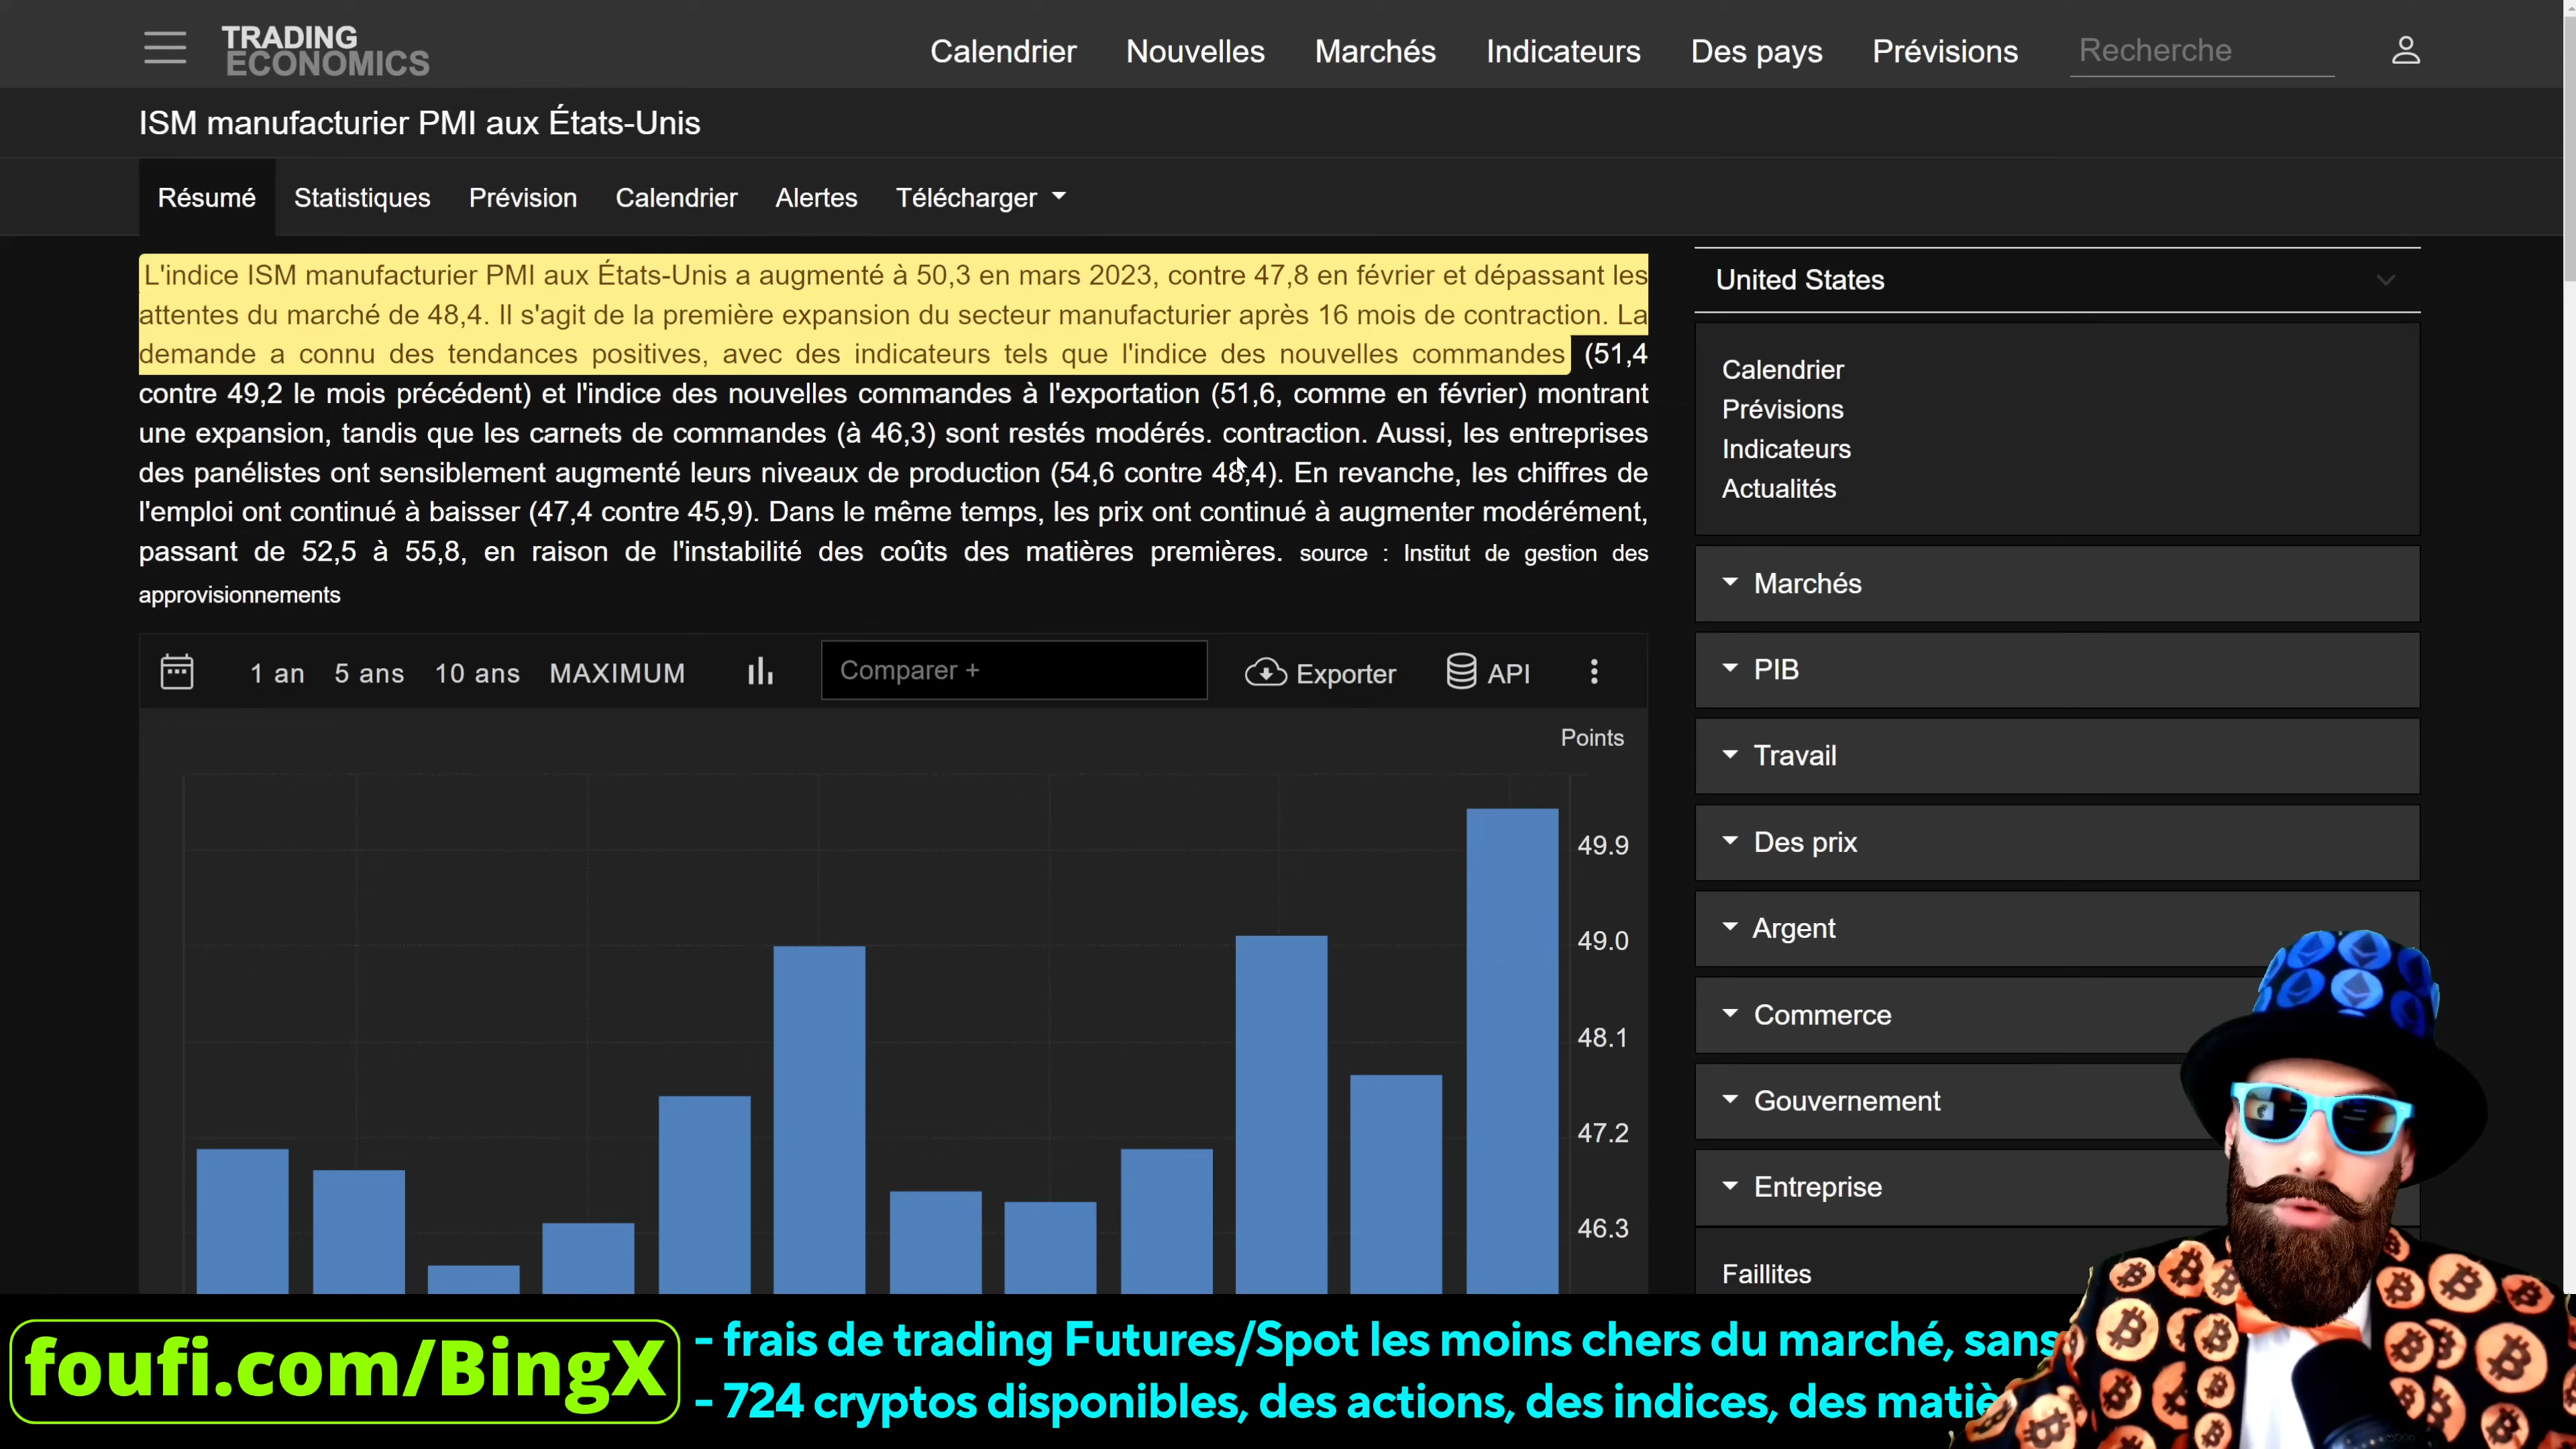 TRADING
ECONOMICS
Calendrier Nouvelles Marchés Indicateurs Des pays Prévisions Recherche
ISM manufacturier PMI aux États-Unis
Résumé Statistiques Prévision Calendrier Alertes Télécharger
L'indice ISM manufacturier PMI aux États-Unis a augmenté à 50,3 en mars 2023, contre 47,8 en février et dépassant les
attentes du marché de 48,4. Il s'agit de la première expansion du secteur manufacturier après 16 mois de contraction. La
demande a connu des tendances positives, avec des indicateurs tels que l'indice des nouvelles commandes (51,4
contre 49,2 le mois précédent) et l'indice des nouvelles commandes à l'exportation (51,6, comme en février) montrant
une expansion, tandis que les carnets de commandes (à 46,3) sont restés modérés. contraction. Aussi, les entreprises
des panélistes ont sensiblement augmenté leurs niveaux de production (54,6 contre 48,4). En revanche, les chiffres de
l'emploi ont continué à baisser (47,4 contre 45,9). Dans le même temps, les prix ont continué à augmenter modérément,
passant de 52,5 à 55,8, en raison de l'instabilité des coûts des matières premières. source : Institut de gestion des
approvisionnements
1 an 5 ans 10 ans MAXIMUM Comparer + Exporter API
Points
49.9
49.0
48.1
47.2
46.3
United States
Calendrier
Prévisions
Indicateurs
Actualités
Marchés
PIB
Travail
Des prix
Argent
Commerce
Gouvernement
Entreprise
Faillites
foufi.com/BingX
- frais de trading Futures/Spot les moins chers du marché, sans
- 724 cryptos disponibles, des actions, des indices, des matiè